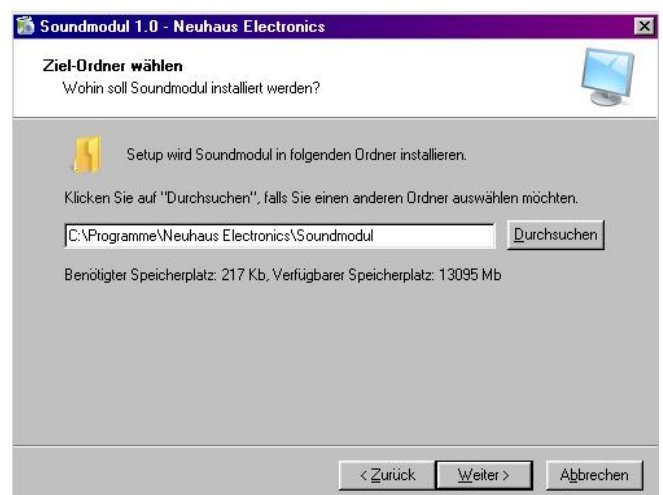 Soundmodul 1.0 - Neuhaus Electronics
Ziel-Ordner wählen
Wohin soll Soundmodul installiert werden?
Setup wird Soundmodul in folgenden Ordner installieren.
Klicken Sie auf "Durchsuchen", falls Sie einen anderen Ordner auswählen möchten.
C:\Programme\Neuhaus Electronics\Soundmodul
Durchsuchen
Benötigter Speicherplatz: 217 Kb, Verfügbarer Speicherplatz: 13095 Mb
< Zurück Weiter > Abbrechen